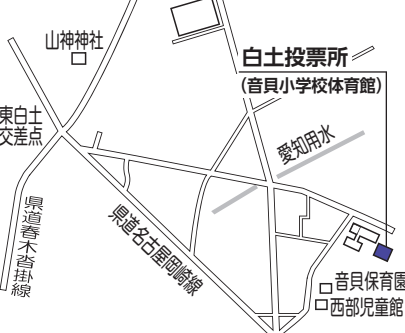 山神神社
白土投票所
(音貝小学校体育館)
東白土
交差点
愛知用水
県道春木沓掛線
県道名古屋岡崎線
音貝保育園
西部児童館